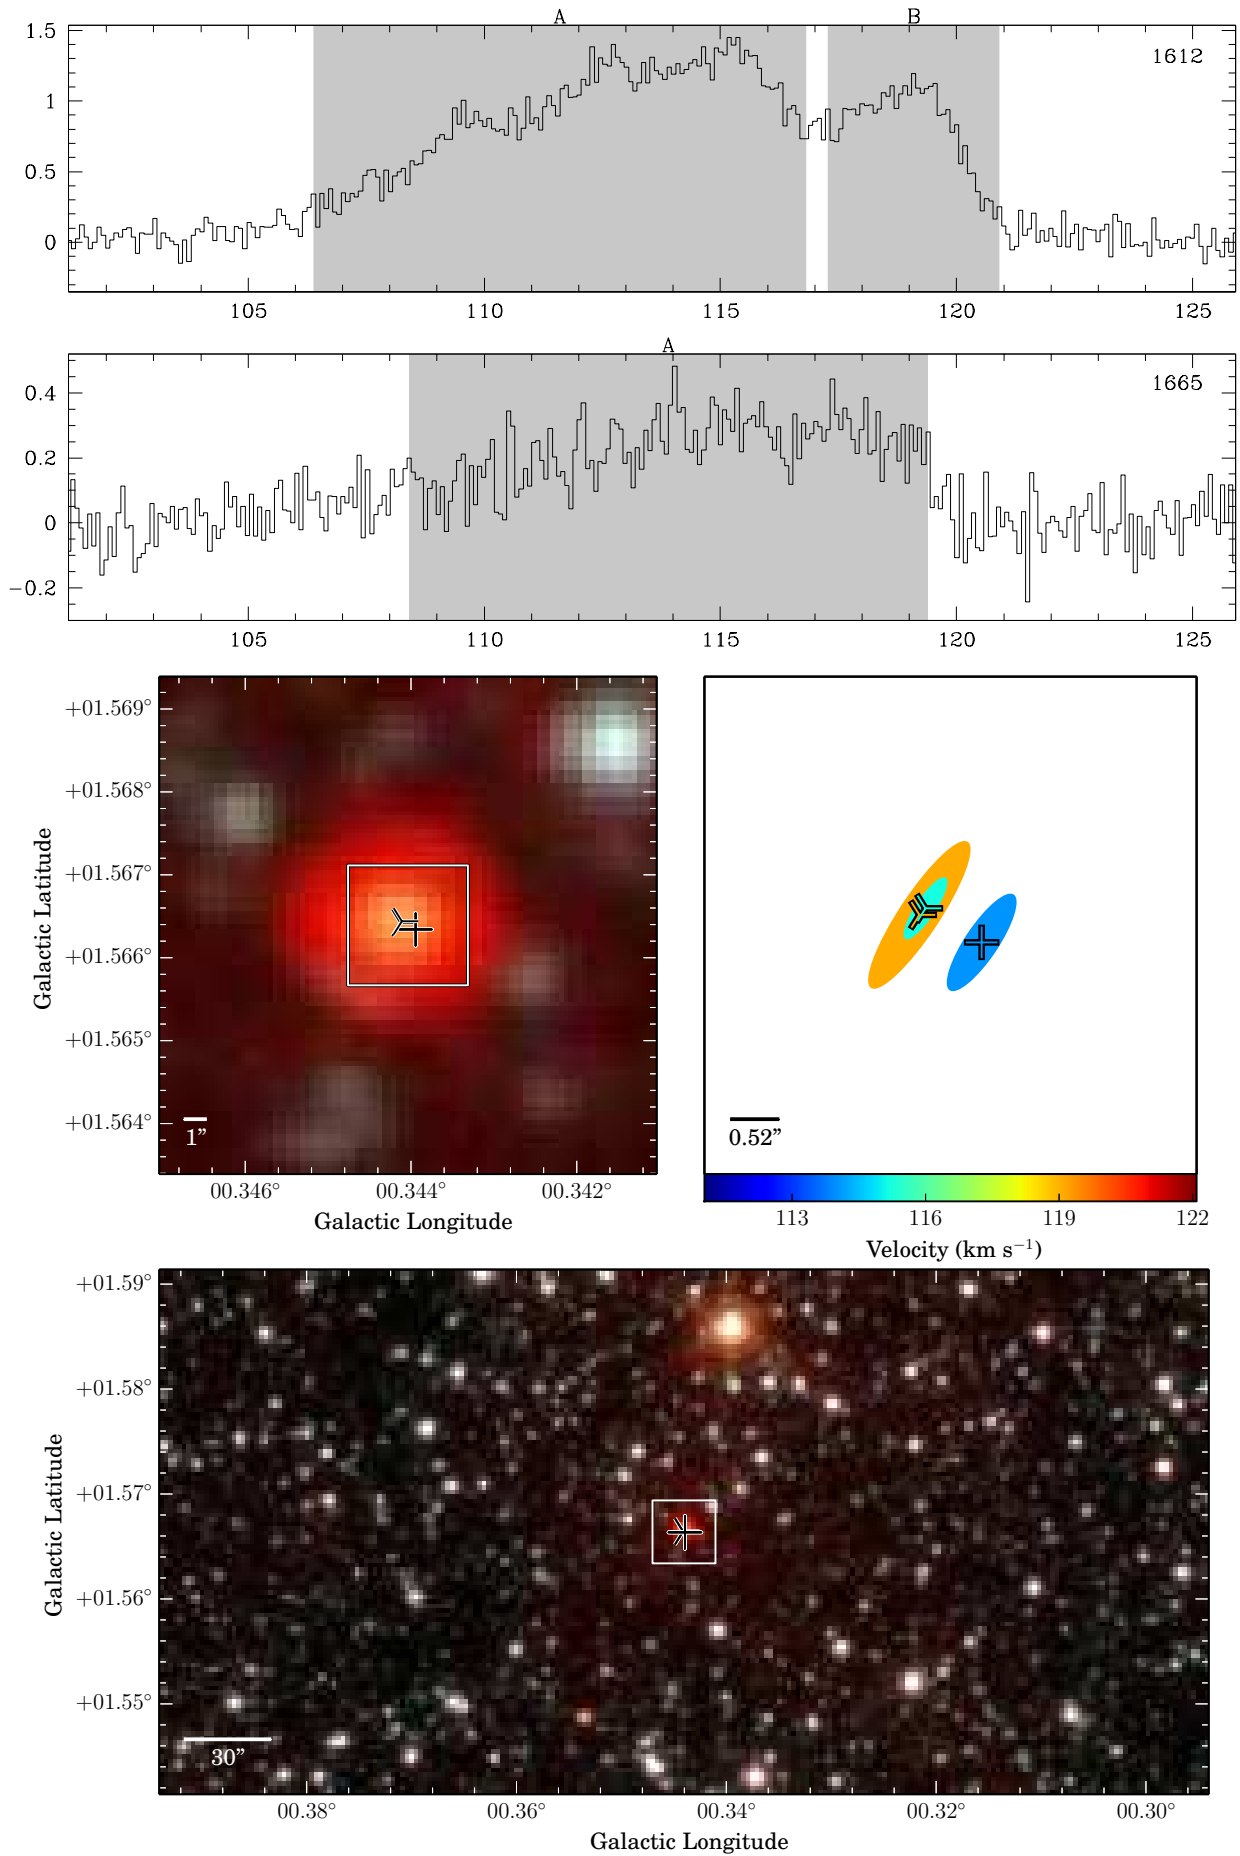 A B
1.5
1612
1
0.5
0
105 110 115 120 125
A
0.4
1665
0.2
0
−0.2
105 110 115 120 125
+01.569°
+01.568°
+01.567°
+01.566°
+01.565°
+01.564°
Galactic Latitude
1”
00.346° 00.344° 00.342°
Galactic Longitude
0.52”
113 116 119 122
Velocity (km s−1)
+01.59°
+01.58°
+01.57°
+01.56°
+01.55°
Galactic Latitude
30”
00.38° 00.36° 00.34° 00.32° 00.30°
Galactic Longitude